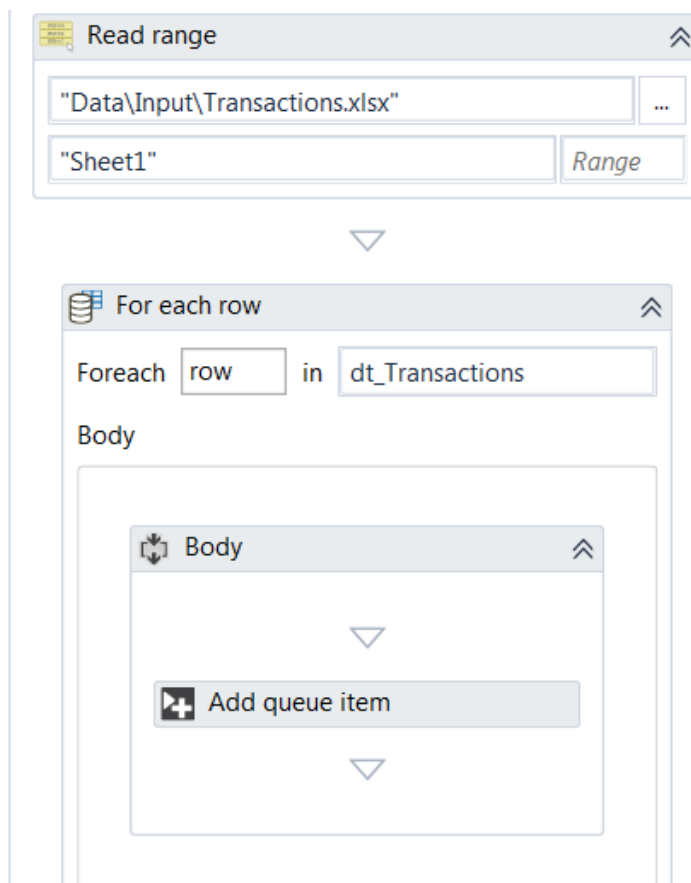 Read range
"Data\Input\Transactions.xlsx" ...
"Sheet1" Range
For each row
Foreach row in dt_Transactions
Body
Body
Add queue item